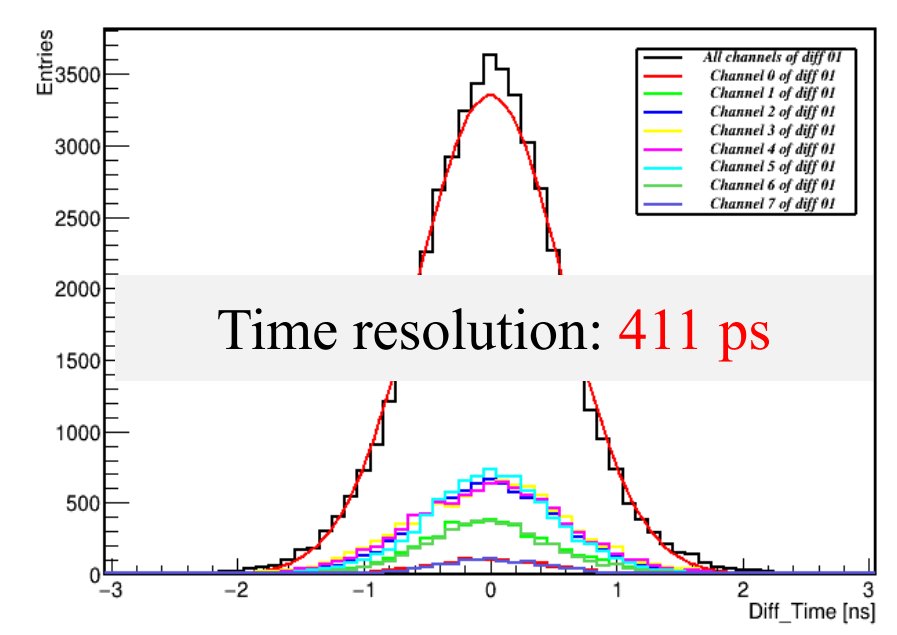 Entries
3500
3000
2500
2000
1500
1000
500
0
All channels of diff 01
Channel 0 of diff 01
Channel 1 of diff 01
Channel 2 of diff 01
Channel 3 of diff 01
Channel 4 of diff 01
Channel 5 of diff 01
Channel 6 of diff 01
Channel 7 of diff 01
Time resolution: 411 ps
−3 −2 −1 0 1 2 3
Diff_Time [ns]